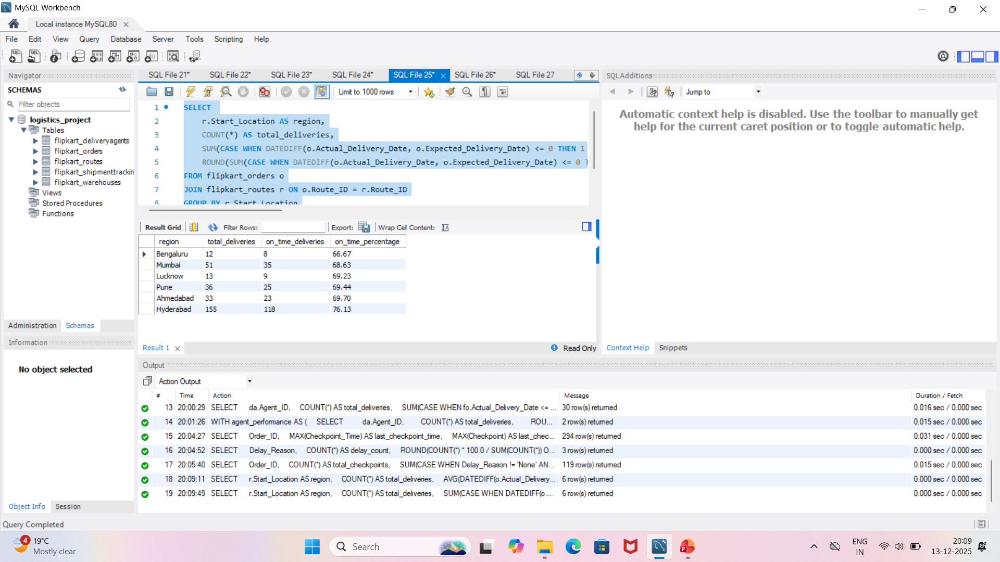 MySQL Workbench
Local instance MySQL80
File Edit View Query Database Server Tools Scripting Help
Navigator
SCHEMAS
Filter objects
logistics_project
Tables
flipkart_deliveryagents
flipkart_orders
flipkart_routes
flipkart_shipmenttrackin
flipkart_warehouses
Views
Stored Procedures
Functions
Administration Schemas
Information
No object selected
Object Info Session
SQL File 21* SQL File 22* SQL File 23* SQL File 24* SQL File 25* SQL File 26* SQL File 27
Limit to 1000 rows
1 SELECT
2 r.Start_Location AS region,
3 COUNT(*) AS total_deliveries,
4 SUM(CASE WHEN DATEDIFF(o.Actual_Delivery_Date, o.Expected_Delivery_Date) <= 0 THEN 1
5 ROUND(SUM(CASE WHEN DATEDIFF(o.Actual_Delivery_Date, o.Expected_Delivery_Date) <= 0 T
6 FROM flipkart_orders o
7 JOIN flipkart_routes r ON o.Route_ID = r.Route_ID
8 GROUP BY r.Start_Location
Result Grid Filter Rows: Export: Wrap Cell Content:
region total_deliveries on_time_deliveries on_time_percentage
Bengaluru 12 8 66.67
Mumbai 51 35 68.63
Lucknow 13 9 69.23
Pune 36 25 69.44
Ahmedabad 33 23 69.70
Hyderabad 155 118 76.13
Result 1 Read Only
SQLAdditions
Jump to
Automatic context help is disabled. Use the toolbar to manually get
help for the current caret position or to toggle automatic help.
Context Help Snippets
Output
Action Output
# Time Action Message Duration / Fetch
13 20:00:29 SELECT da.Agent_ID, COUNT(*) AS total_deliveries, SUM(CASE WHEN fo.Actual_Delivery_Date <= ... 30 row(s) returned 0.016 sec / 0.000 sec
14 20:01:26 WITH agent_performance AS ( SELECT da.Agent_ID, COUNT(*) AS total_deliveries, ROU... 2 row(s) returned 0.015 sec / 0.000 sec
15 20:04:27 SELECT Order_ID, MAX(Checkpoint_Time) AS last_checkpoint_time, MAX(Checkpoint) AS last_chec... 294 row(s) returned 0.031 sec / 0.000 sec
16 20:04:52 SELECT Delay_Reason, COUNT(*) AS delay_count, ROUND(COUNT(*) * 100.0 / SUM(COUNT(*)) O... 3 row(s) returned 0.000 sec / 0.000 sec
17 20:05:40 SELECT Order_ID, COUNT(*) AS total_checkpoints, SUM(CASE WHEN Delay_Reason != 'None' AN... 119 row(s) returned 0.015 sec / 0.000 sec
18 20:09:11 SELECT r.Start_Location AS region, COUNT(*) AS total_deliveries, AVG(DATEDIFF(o.Actual_Delivery... 6 row(s) returned 0.000 sec / 0.000 sec
19 20:09:49 SELECT r.Start_Location AS region, COUNT(*) AS total_deliveries, SUM(CASE WHEN DATEDIFF(o.... 6 row(s) returned 0.000 sec / 0.000 sec
Query Completed
4
19°C
Mostly clear
Search
ENG
IN
20:09
13-12-2025